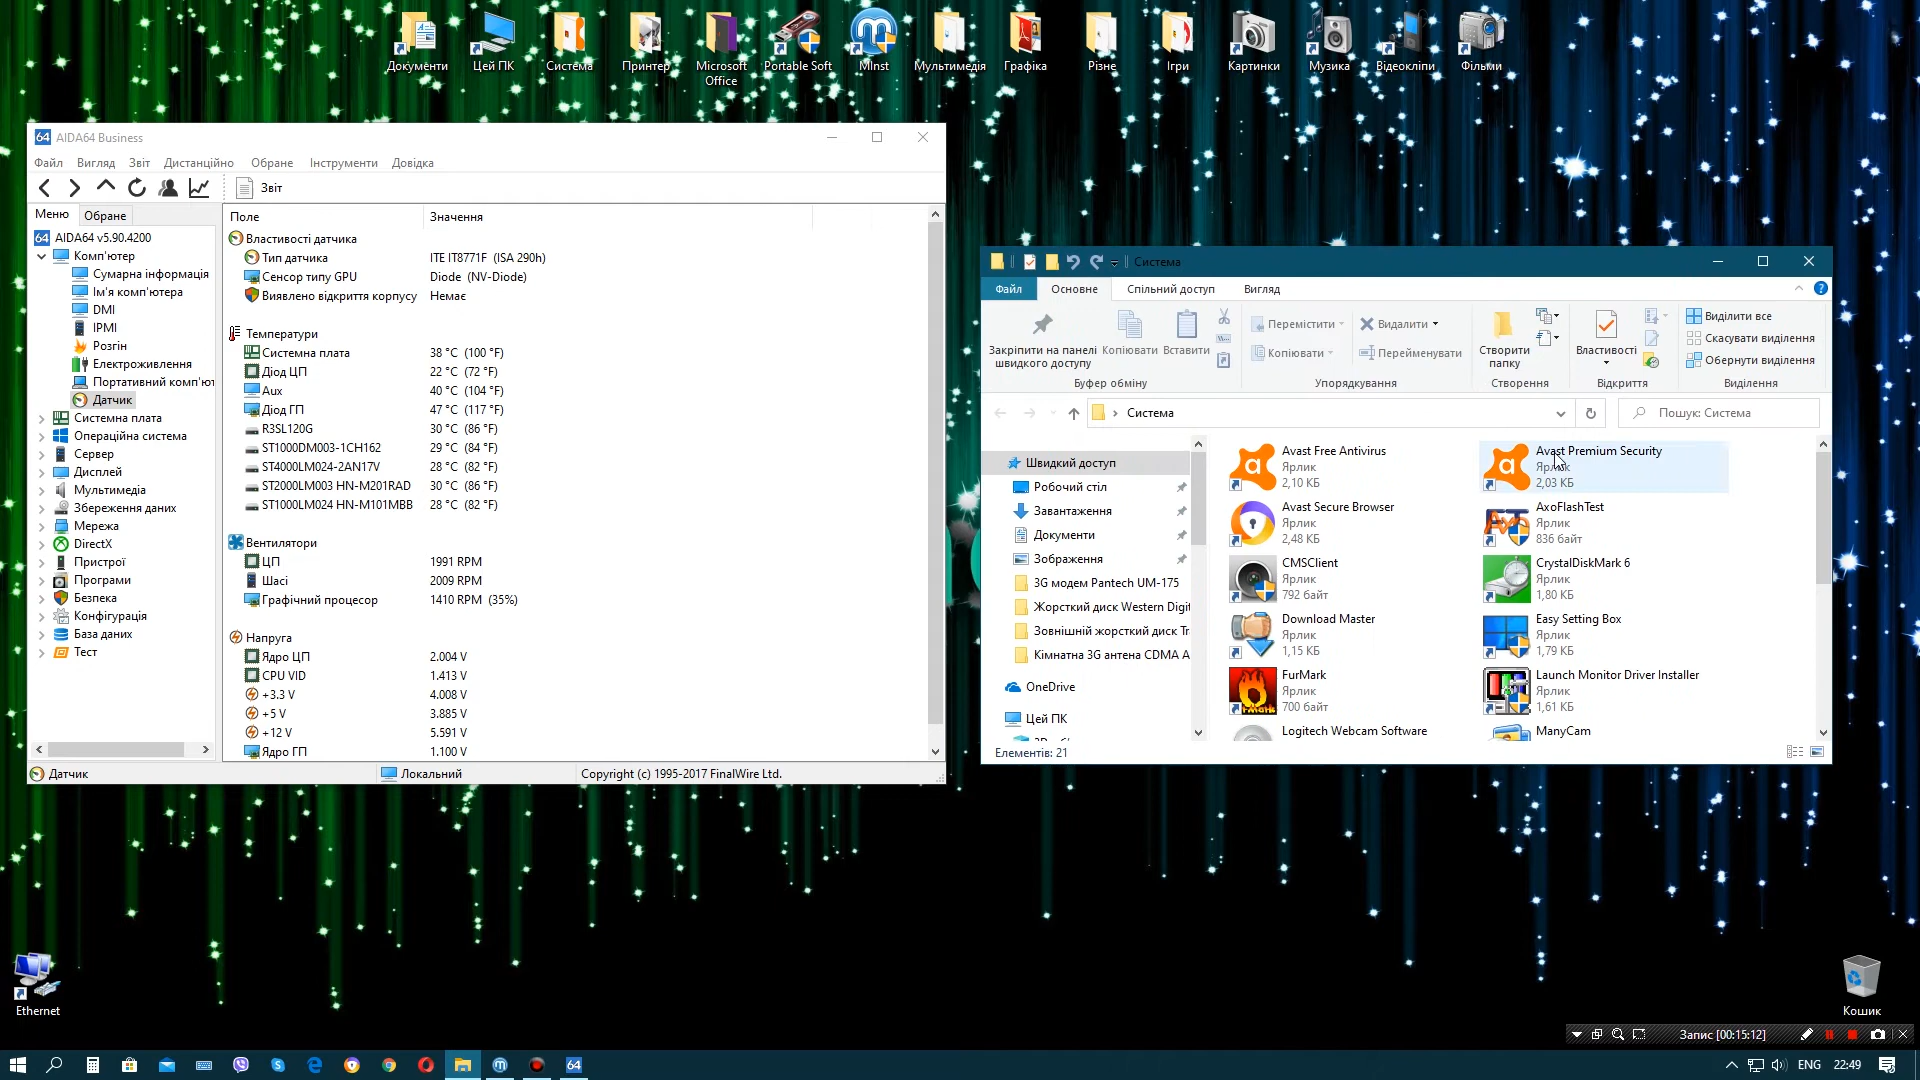 Документи
Цей ПК
Система
Принтер
Microsoft
Office
Portable Soft
MInst
Мультимедія
Графіка
Різне
Ігри
Картинки
Музика
Відеокліпи
Фільми
64 AIDA64 Business
Файл Вигляд Звіт Дистанційно Обране Інструменти Довідка
Звіт
Меню Обране
64 AIDA64 v5.90.4200
Комп'ютер
Сумарна інформація
Ім'я комп'ютера
DMI
IPMI
Розгін
Електроживлення
Портативний комп'ют
Датчик
Системна плата
Операційна система
Сервер
Дисплей
Мультимедіа
Збереження даних
Мережа
DirectX
Пристрої
Програми
Безпека
Конфігурація
База даних
Тест
Поле Значення
Властивості датчика
Тип датчика ITE IT8771F (ISA 290h)
Сенсор типу GPU Diode (NV-Diode)
Виявлено відкриття корпусу Немає
Температури
Системна плата 38 °C (100 °F)
Діод ЦП 22 °C (72 °F)
Aux 40 °C (104 °F)
Діод ГП 47 °C (117 °F)
R3SL120G 30 °C (86 °F)
ST1000DM003-1CH162 29 °C (84 °F)
ST4000LM024-2AN17V 28 °C (82 °F)
ST2000LM003 HN-M201RAD 30 °C (86 °F)
ST1000LM024 HN-M101MBB 28 °C (82 °F)
Вентилятори
ЦП 1991 RPM
Шасі 2009 RPM
Графічний процесор 1410 RPM (35%)
Напруга
Ядро ЦП 2.004 V
CPU VID 1.413 V
+3.3 V 4.008 V
+5 V 3.885 V
+12 V 5.591 V
Ядро ГП 1.100 V
Датчик Локальний Copyright (c) 1995-2017 FinalWire Ltd.
Система
Файл Основне Спільний доступ Вигляд
Закріпити на панелі
швидкого доступу
Копіювати
Вставити
Буфер обміну
Перемістити
Копіювати
Видалити
Перейменувати
Упорядкування
Створити
папку
Створення
Властивості
Відкриття
Виділити все
Скасувати виділення
Обернути виділення
Виділення
Система
Пошук: Система
Швидкий доступ
Робочий стіл
Завантаження
Документи
Зображення
3G модем Pantech UM-175
Жорсткий диск Western Digit
Зовнішній жорсткий диск Tr
Кімнатна 3G антена CDMA A
OneDrive
Цей ПК
Avast Free Antivirus
Ярлик
2,10 КБ
Avast Premium Security
Ярлик
2,03 КБ
Avast Secure Browser
Ярлик
2,48 КБ
AxoFlashTest
Ярлик
836 байт
CMSClient
Ярлик
792 байт
CrystalDiskMark 6
Ярлик
1,80 КБ
Download Master
Ярлик
1,15 КБ
Easy Setting Box
Ярлик
1,79 КБ
FurMark
Ярлик
700 байт
Launch Monitor Driver Installer
Ярлик
1,61 КБ
Logitech Webcam Software
ManyCam
Елементів: 21
Ethernet
Кошик
Запис [00:15:12]
64
ENG 22:49